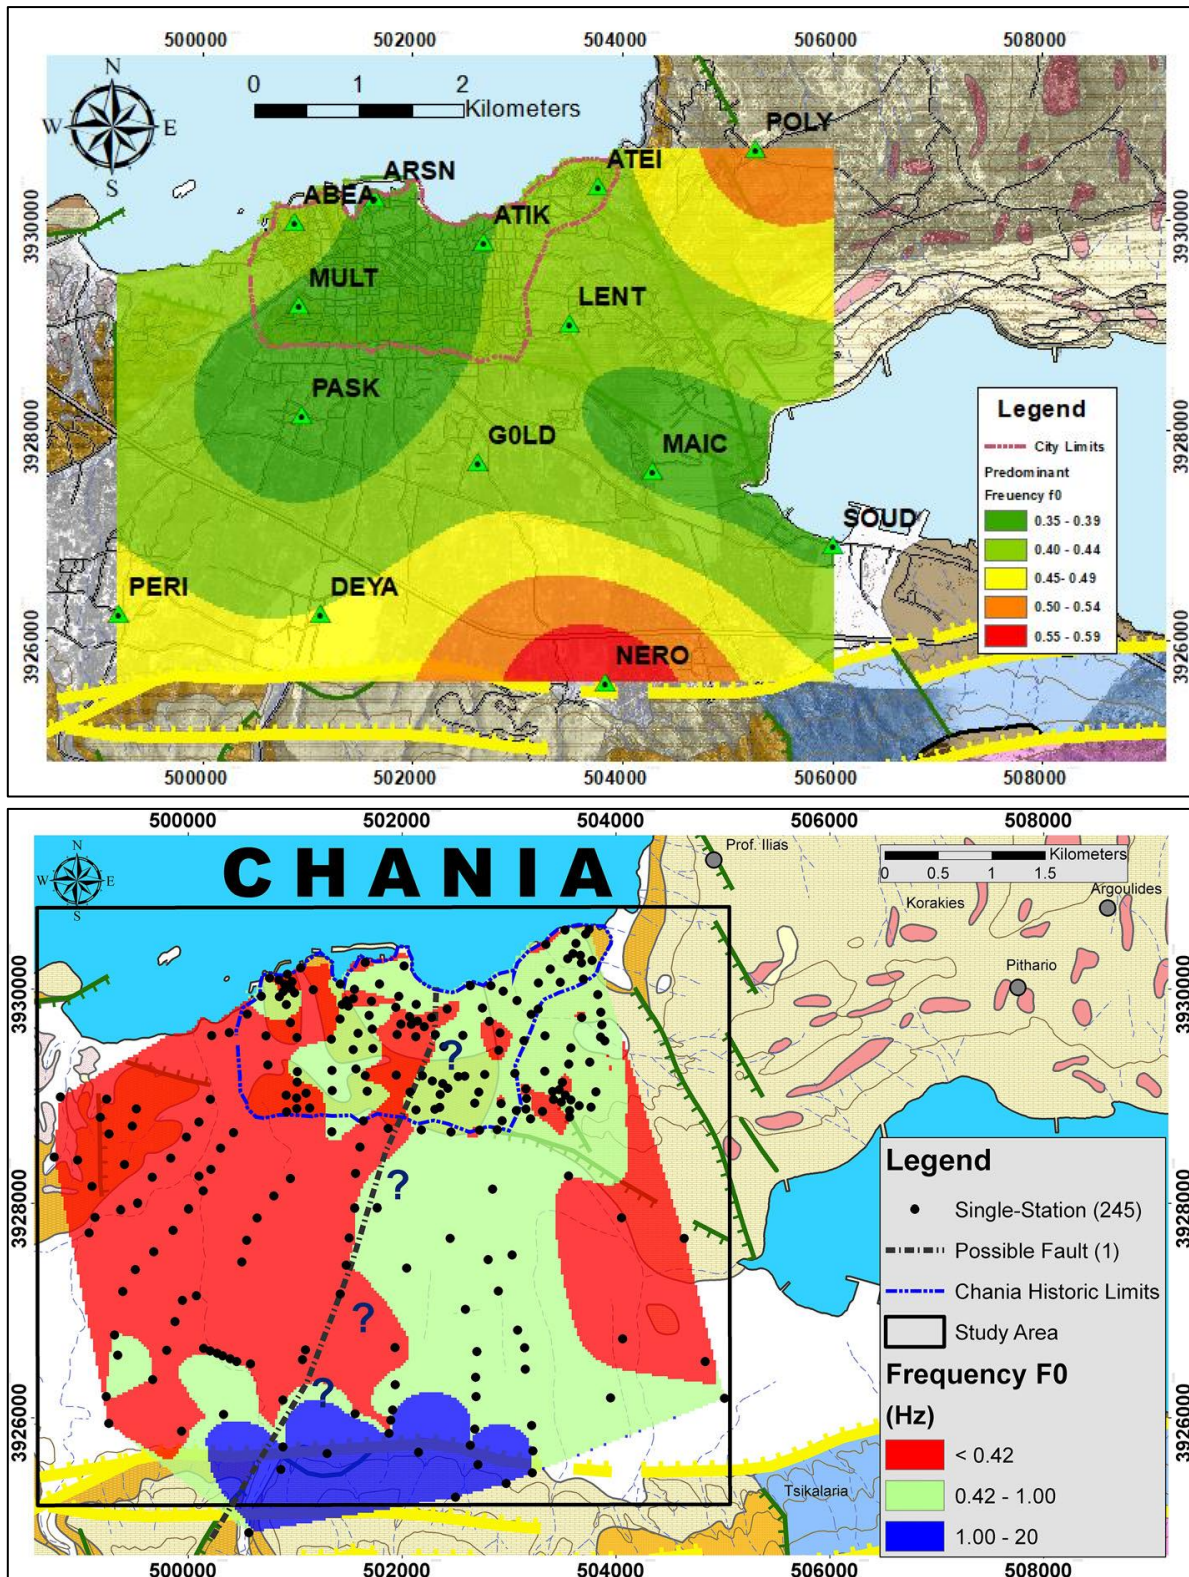 500000 502000 504000 506000 508000
N
W E
S
0 1 2
Kilometers
POLY
ATEI
ARSN
ABEA
ATIK
3930000
3930000
MULT
LENT
PASK
G0LD
MAIC
3928000
3928000
Legend
City Limits
Predominant
Freuency f0
0.35 - 0.39
0.40 - 0.44
0.45- 0.49
0.50 - 0.54
0.55 - 0.59
SOUD
PERI
DEYA
NERO
3926000
3926000
500000 502000 504000 506000 508000
500000 502000 504000 506000 508000
CHANIA
N
W E
S
Prof. Ilias
Kilometers
0 0.5 1 1.5
Argoulides
Korakies
Pithario
3930000
3930000
?
?
?
?
3928000
3928000
Legend
Single-Station (245)
Possible Fault (1)
Chania Historic Limits
Study Area
Frequency F0
(Hz)
< 0.42
0.42 - 1.00
1.00 - 20
3926000
3926000
Tsikalaria
500000 502000 504000 506000 508000